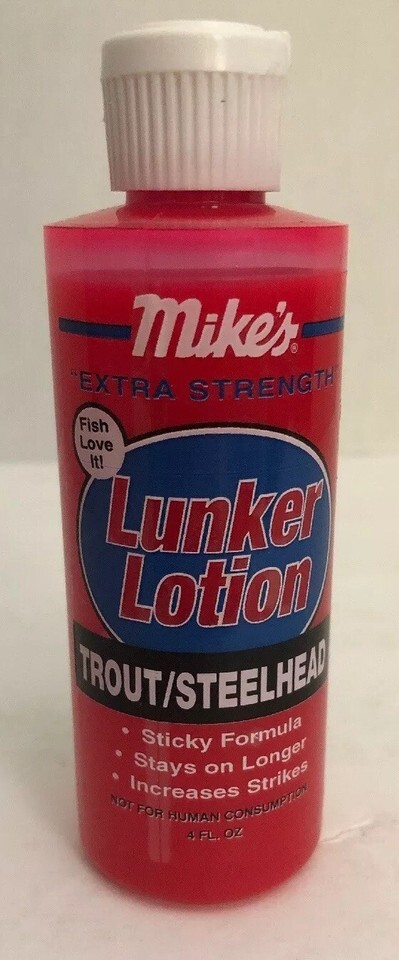 Mike's®
"EXTRA STRENGTH"
Fish
Love
It!
Lunker
Lotion
TROUT/STEELHEAD
• Sticky Formula
• Stays on Longer
• Increases Strikes
NOT FOR HUMAN CONSUMPTION
4 FL. OZ